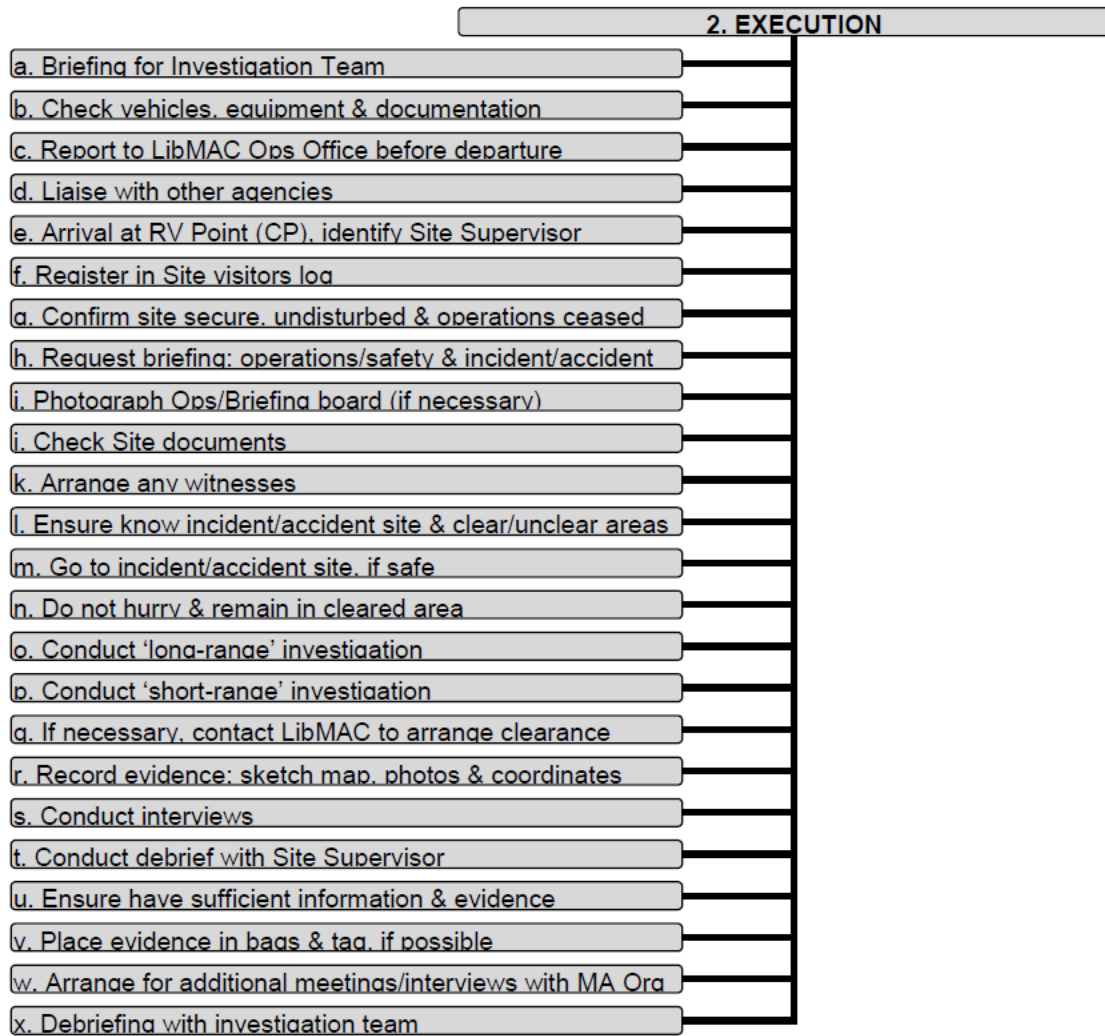 2. EXECUTION
a. Briefing for Investigation Team
b. Check vehicles, equipment & documentation
c. Report to LibMAC Ops Office before departure
d. Liaise with other agencies
e. Arrival at RV Point (CP), identify Site Supervisor
f. Register in Site visitors log
g. Confirm site secure, undisturbed & operations ceased
h. Request briefing: operations/safety & incident/accident
i. Photograph Ops/Briefing board (if necessary)
j. Check Site documents
k. Arrange any witnesses
l. Ensure know incident/accident site & clear/unclear areas
m. Go to incident/accident site, if safe
n. Do not hurry & remain in cleared area
o. Conduct ‘long-range’ investigation
p. Conduct ‘short-range’ investigation
q. If necessary, contact LibMAC to arrange clearance
r. Record evidence: sketch map, photos & coordinates
s. Conduct interviews
t. Conduct debrief with Site Supervisor
u. Ensure have sufficient information & evidence
v. Place evidence in bags & tag, if possible
w. Arrange for additional meetings/interviews with MA Org
x. Debriefing with investigation team